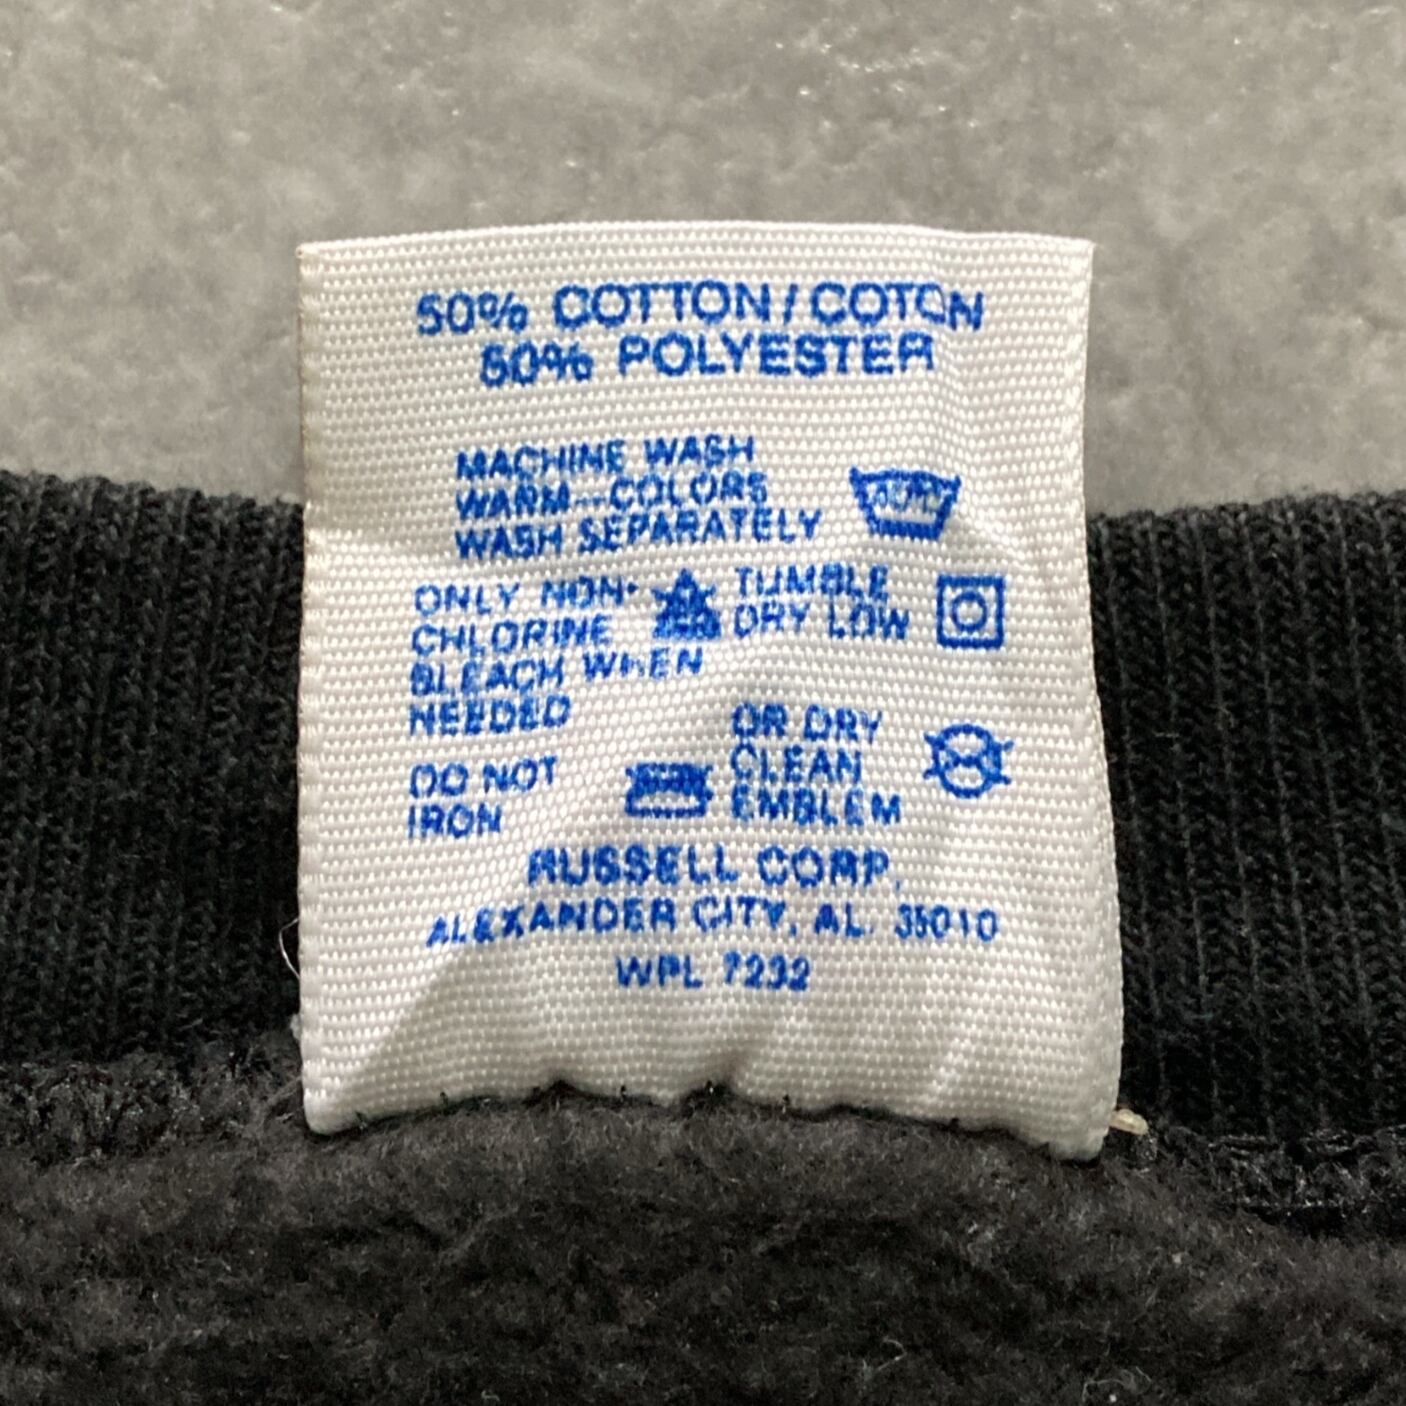 50% COTTON/COTON
50% POLYESTER
MACHINE WASH
WARM—COLORS
WASH SEPARATELY
ONLY NON-
CHLORINE
BLEACH WHEN
NEEDED
TUMBLE
DRY LOW
DO NOT
IRON
OR DRY
CLEAN
EMBLEM
RUSSELL CORP.
ALEXANDER CITY, AL. 35010
WPL 7232